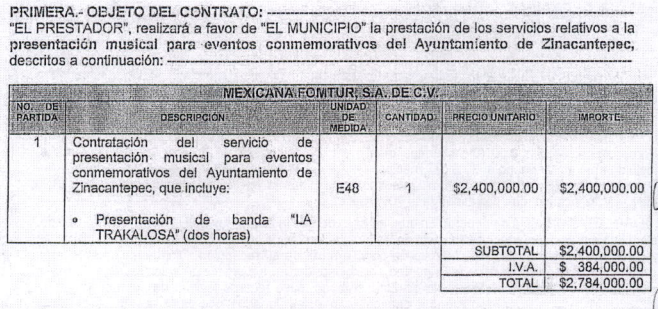 PRIMERA.- OBJETO DEL CONTRATO: ----------
"EL PRESTADOR", realizará a favor de "EL MUNICIPIO" la prestación de los servicios relativos a la
presentación musical para eventos conmemorativos del Ayuntamiento de Zinacantepec,
descritos a continuación: ----------
MEXICANA FOMTUR, S.A. DE C.V.
NO. DE PARTIDA DESCRIPCIÓN UNIDAD DE MEDIDA CANTIDAD PRECIO UNITARIO IMPORTE
1 Contratación del servicio de
presentación musical para eventos
conmemorativos del Ayuntamiento de
Zinacantepec, que incluye:
E48 1 $2,400,000.00 $2,400,000.00
• Presentación de banda "LA
TRAKALOSA" (dos horas)
SUBTOTAL $2,400,000.00
I.V.A. $ 384,000.00
TOTAL $2,784,000.00